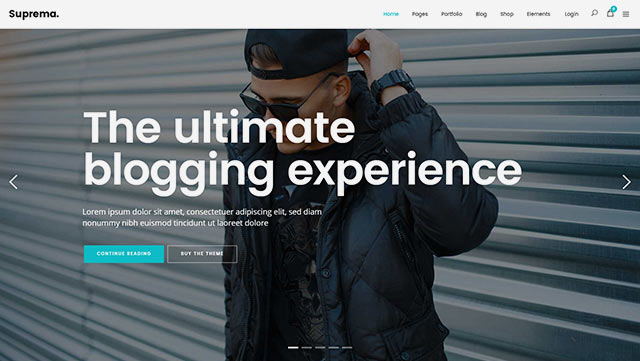 Suprema.
Home Pages Portfolio Blog Shop Elements Login
0
The ultimate
blogging experience
Lorem ipsum dolor sit amet, consectetuer adipiscing elit, sed diam
nonummy nibh euismod tincidunt ut laoreet dolore
CONTINUE READING BUY THE THEME